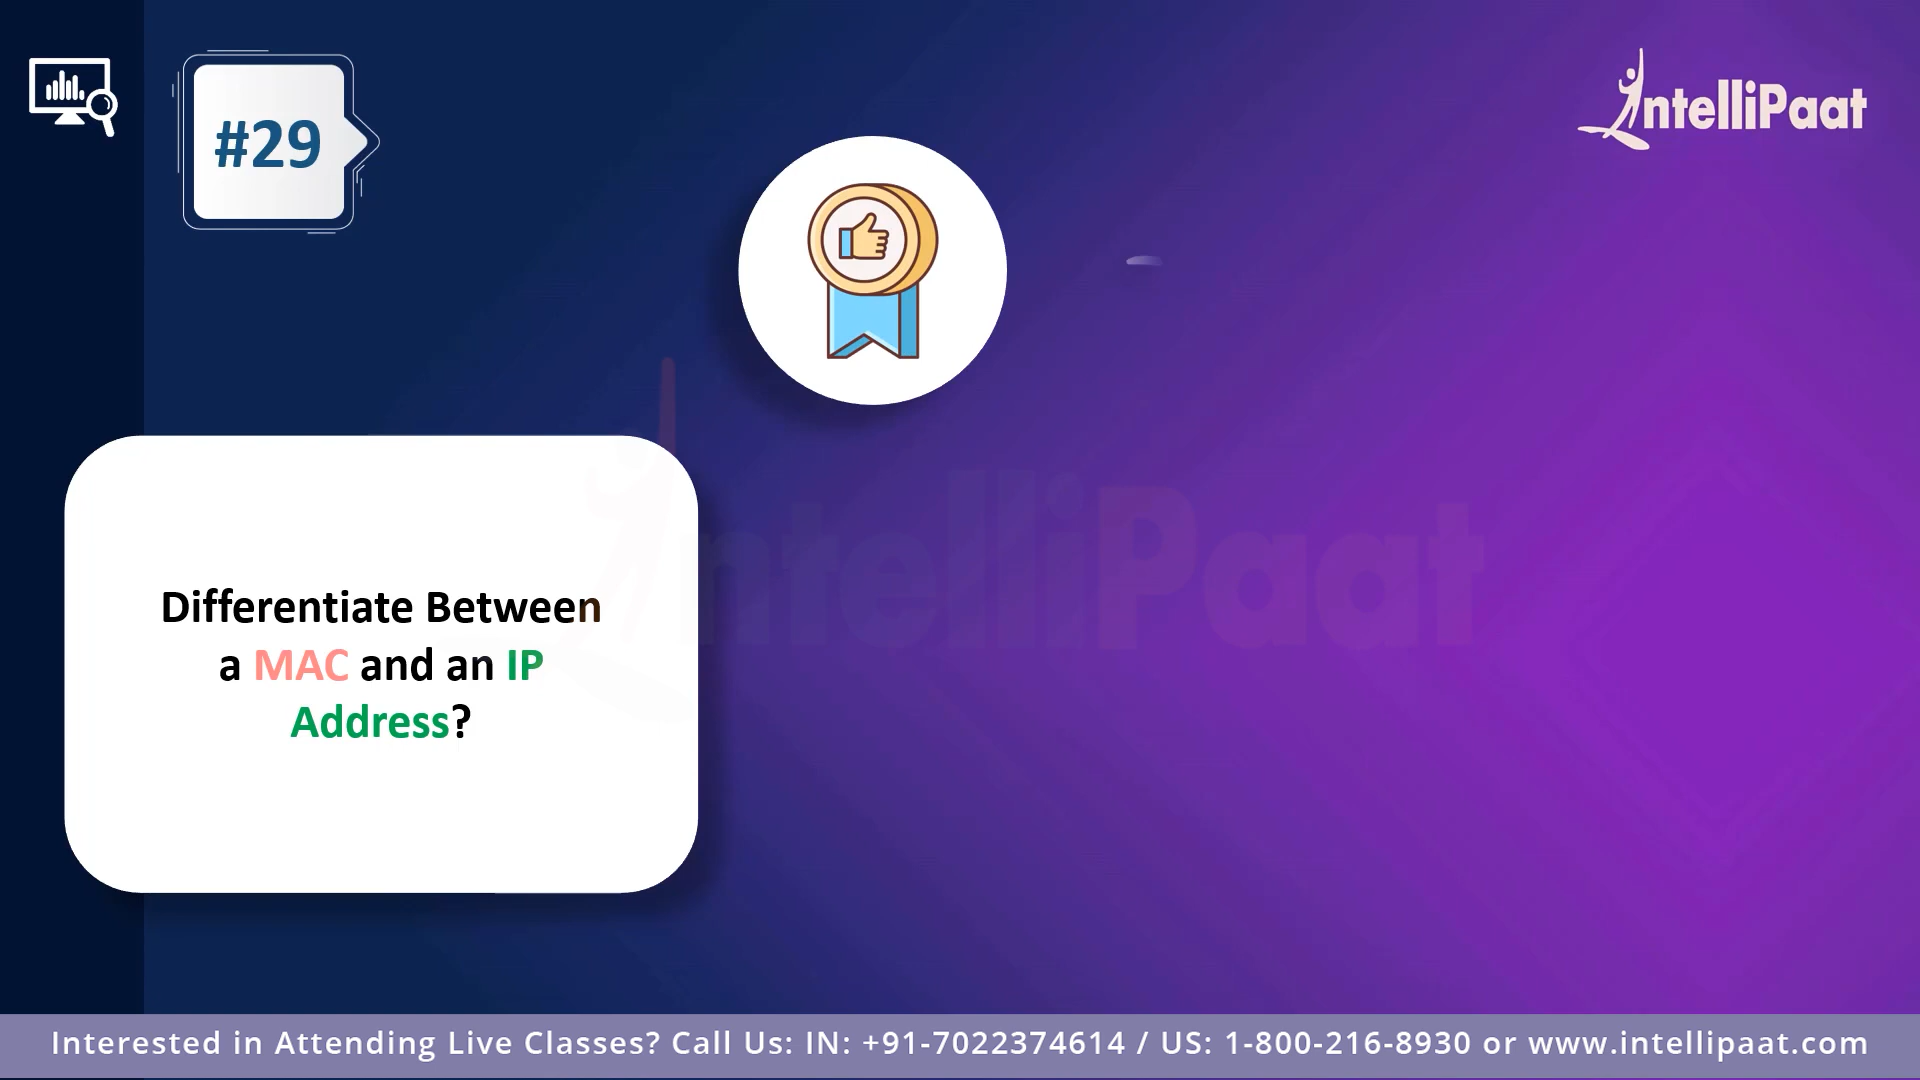 #29
IntelliPaat
Differentiate Between
a MAC and an IP
Address?
IntelliPaat
Interested in Attending Live Classes? Call Us: IN: +91-7022374614 / US: 1-800-216-8930 or www.intellipaat.com